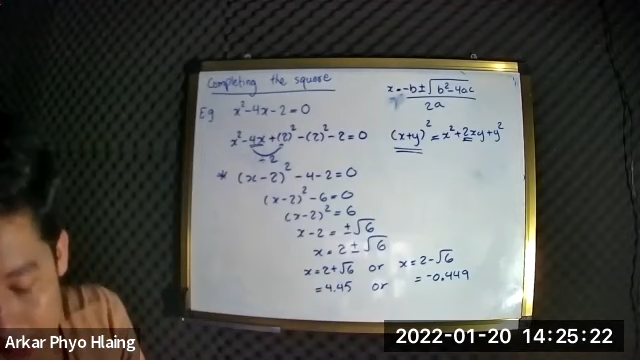 Completing the square
x = -b ± √b²-4ac
2a
Eg x²-4x-2=0
x²-4x+(2)²-(2)²-2=0
-2
(x+y)² = x²+2xy+y²
* (x-2)²-4-2=0
(x-2)²-6=0
(x-2)²=6
x-2=±√6
x=2±√6
x=2+√6 or x=2-√6
=4.45 or =-0.449
Arkar Phyo Hlaing
2022-01-20 14:25:22